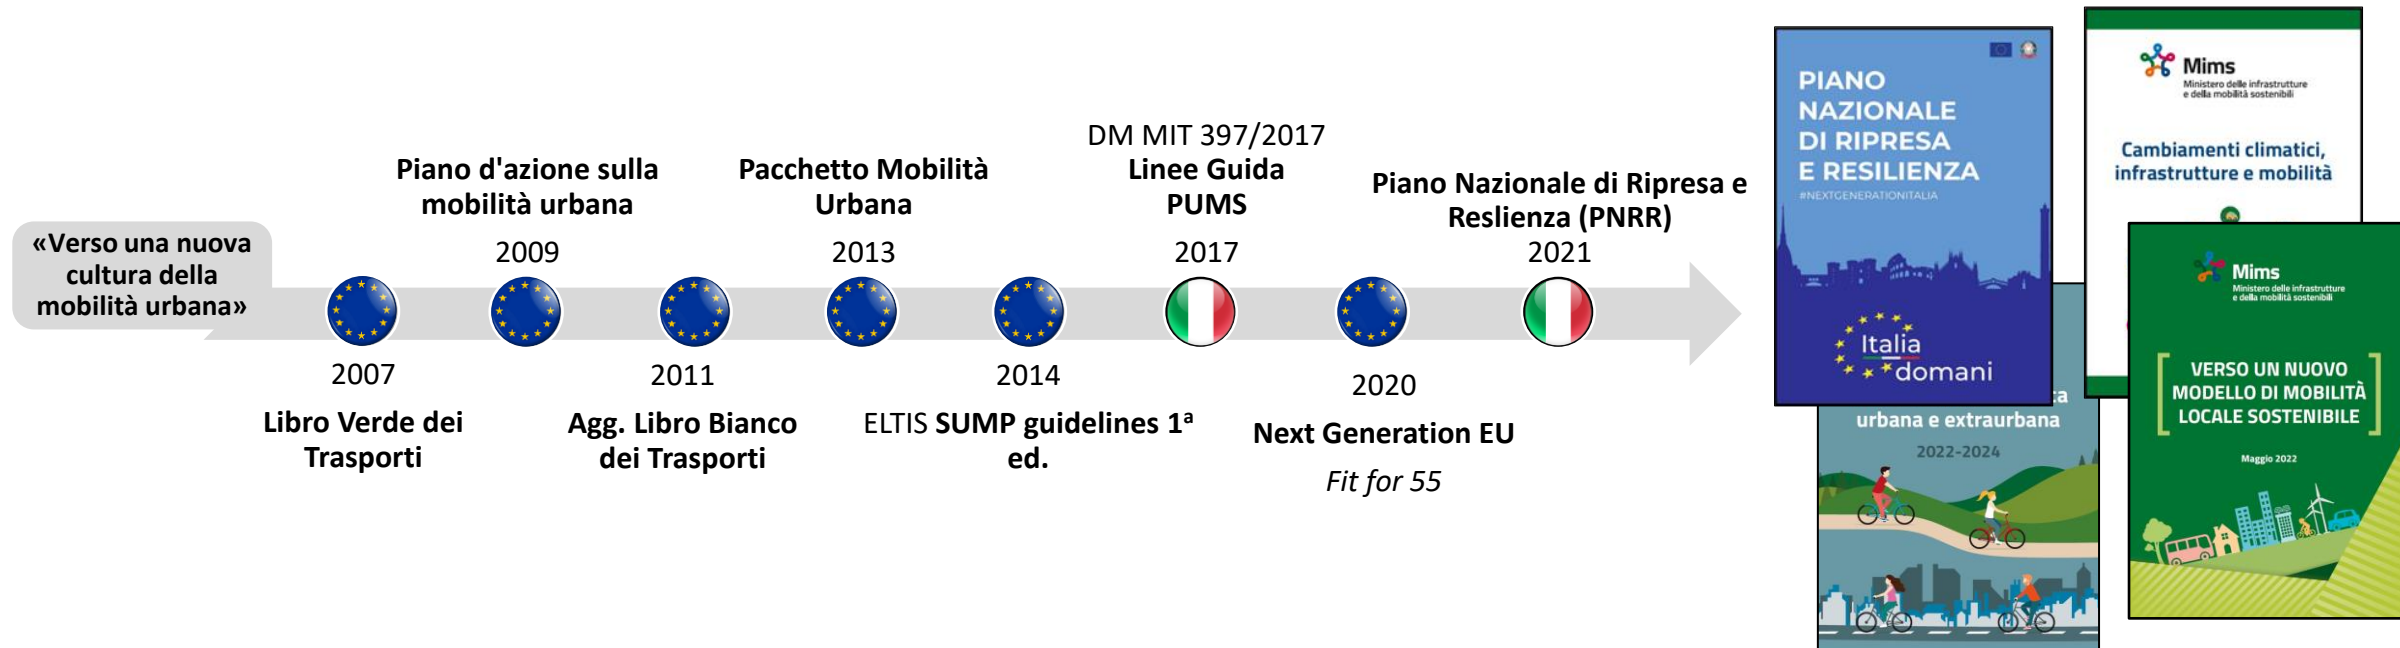 «Verso una nuova
cultura della
mobilità urbana»
2007
Libro Verde dei
Trasporti
Piano d'azione sulla
mobilità urbana
2009
2011
Agg. Libro Bianco
dei Trasporti
Pacchetto Mobilità
Urbana
2013
2014
ELTIS SUMP guidelines 1ª
ed.
DM MIT 397/2017
Linee Guida
PUMS
2017
2020
Next Generation EU
Fit for 55
Piano Nazionale di Ripresa e
Reslienza (PNRR)
2021
PIANO
NAZIONALE
DI RIPRESA
E RESILIENZA
#NEXTGENERATIONITALIA
Italia
domani
Mims
Ministero delle infrastrutture
e della mobilità sostenibili
Cambiamenti climatici,
infrastrutture e mobilità
urbana e extraurbana
2022-2024
Mims
Ministero delle infrastrutture
e della mobilità sostenibili
VERSO UN NUOVO
MODELLO DI MOBILITÀ
LOCALE SOSTENIBILE
Maggio 2022